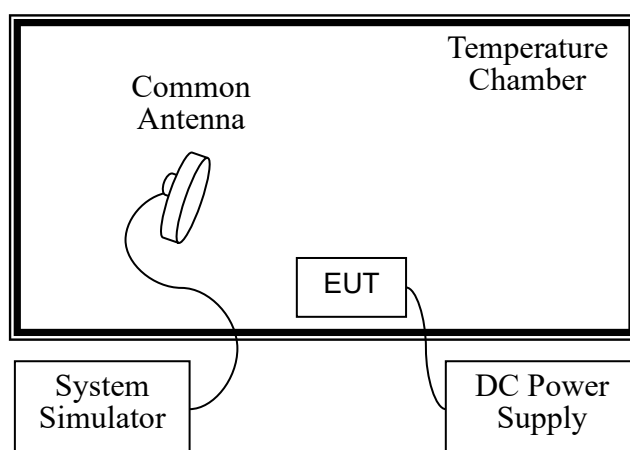 Temperature
Chamber
Common
Antenna
EUT
System
Simulator
DC Power
Supply